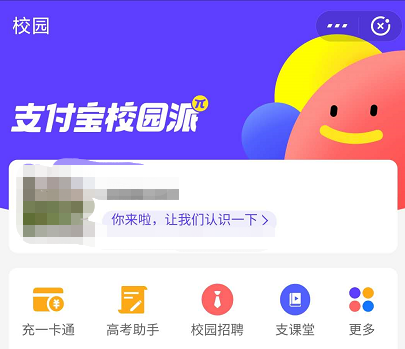 校园
支付宝校园派
π
你来啦，让我们认识一下 >
充一卡通
高考助手
校园招聘
支课堂
更多